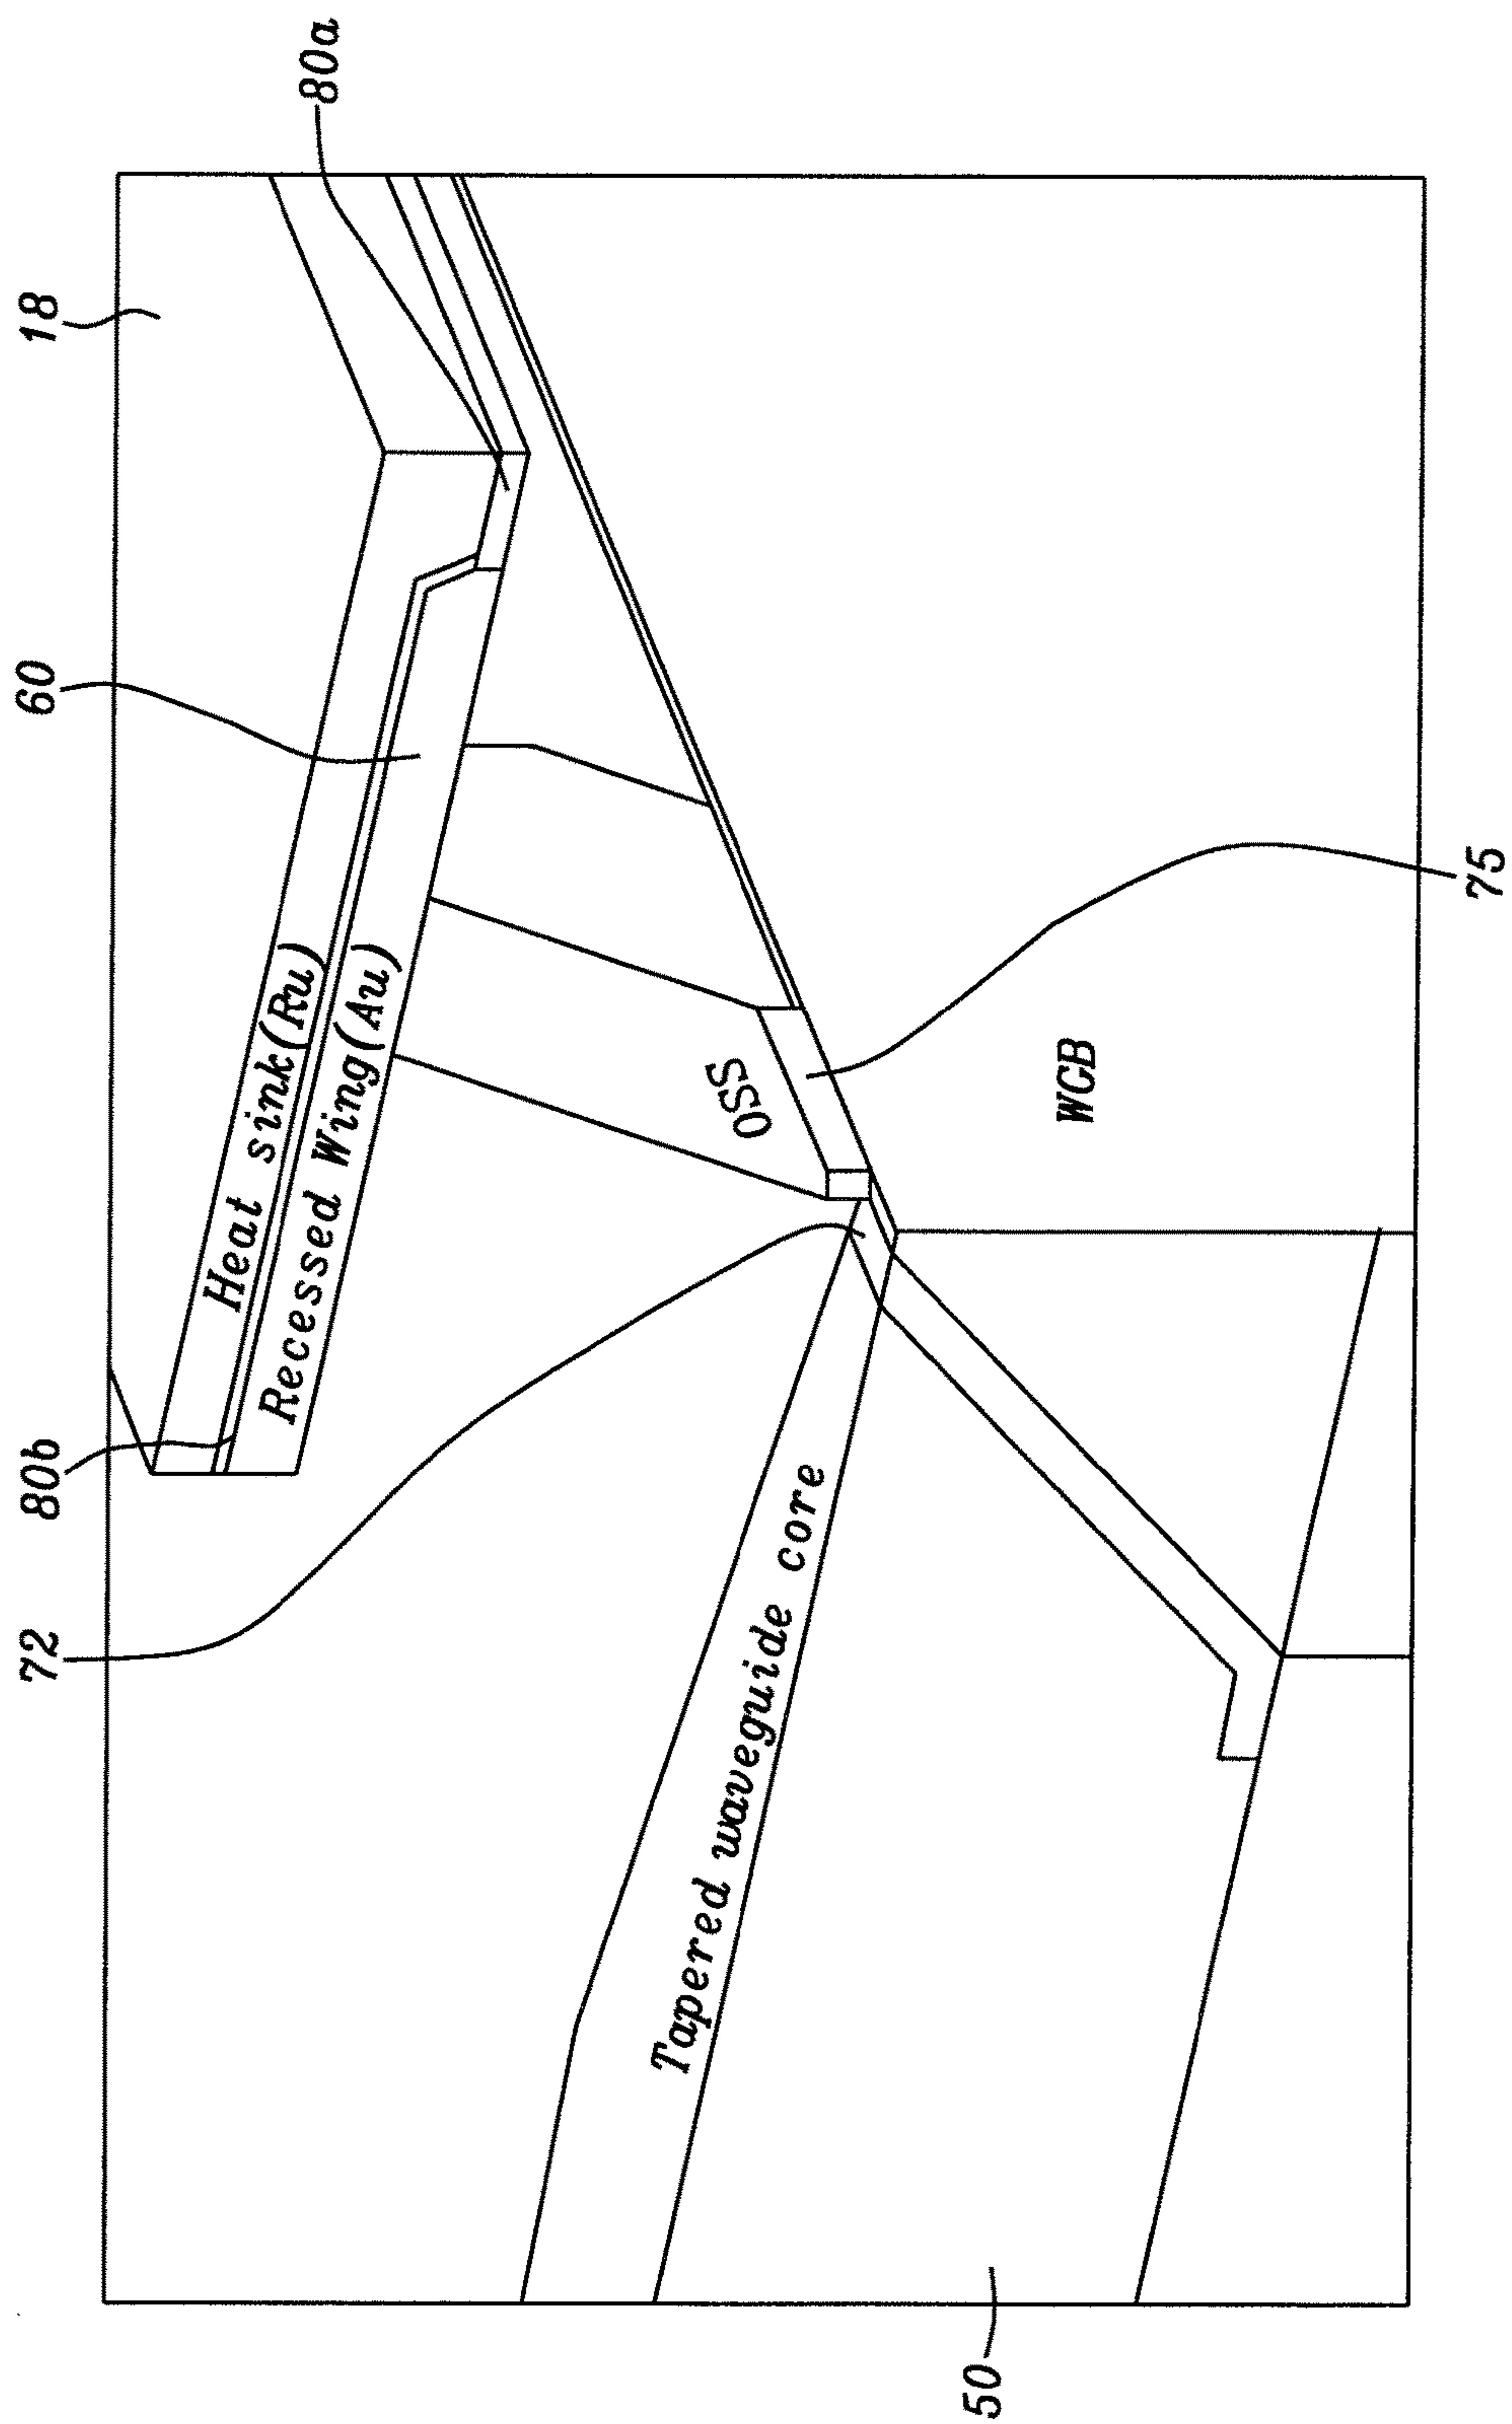 72
80b
60
18
80a
Heat sink(Ru)
Recessed Wing(Au)
Tapered waveguide core
OSS
50
WCB
75